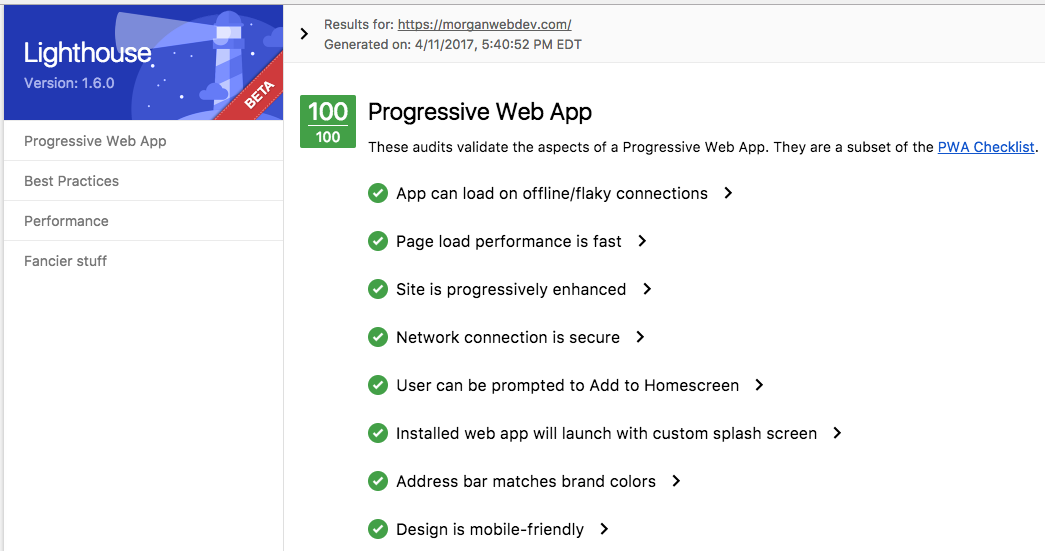 Lighthouse
Version: 1.6.0
BETA
Progressive Web App
Best Practices
Performance
Fancier stuff
Results for: https://morganwebdev.com/
Generated on: 4/11/2017, 5:40:52 PM EDT
100
100
Progressive Web App
These audits validate the aspects of a Progressive Web App. They are a subset of the PWA Checklist.
App can load on offline/flaky connections
Page load performance is fast
Site is progressively enhanced
Network connection is secure
User can be prompted to Add to Homescreen
Installed web app will launch with custom splash screen
Address bar matches brand colors
Design is mobile-friendly